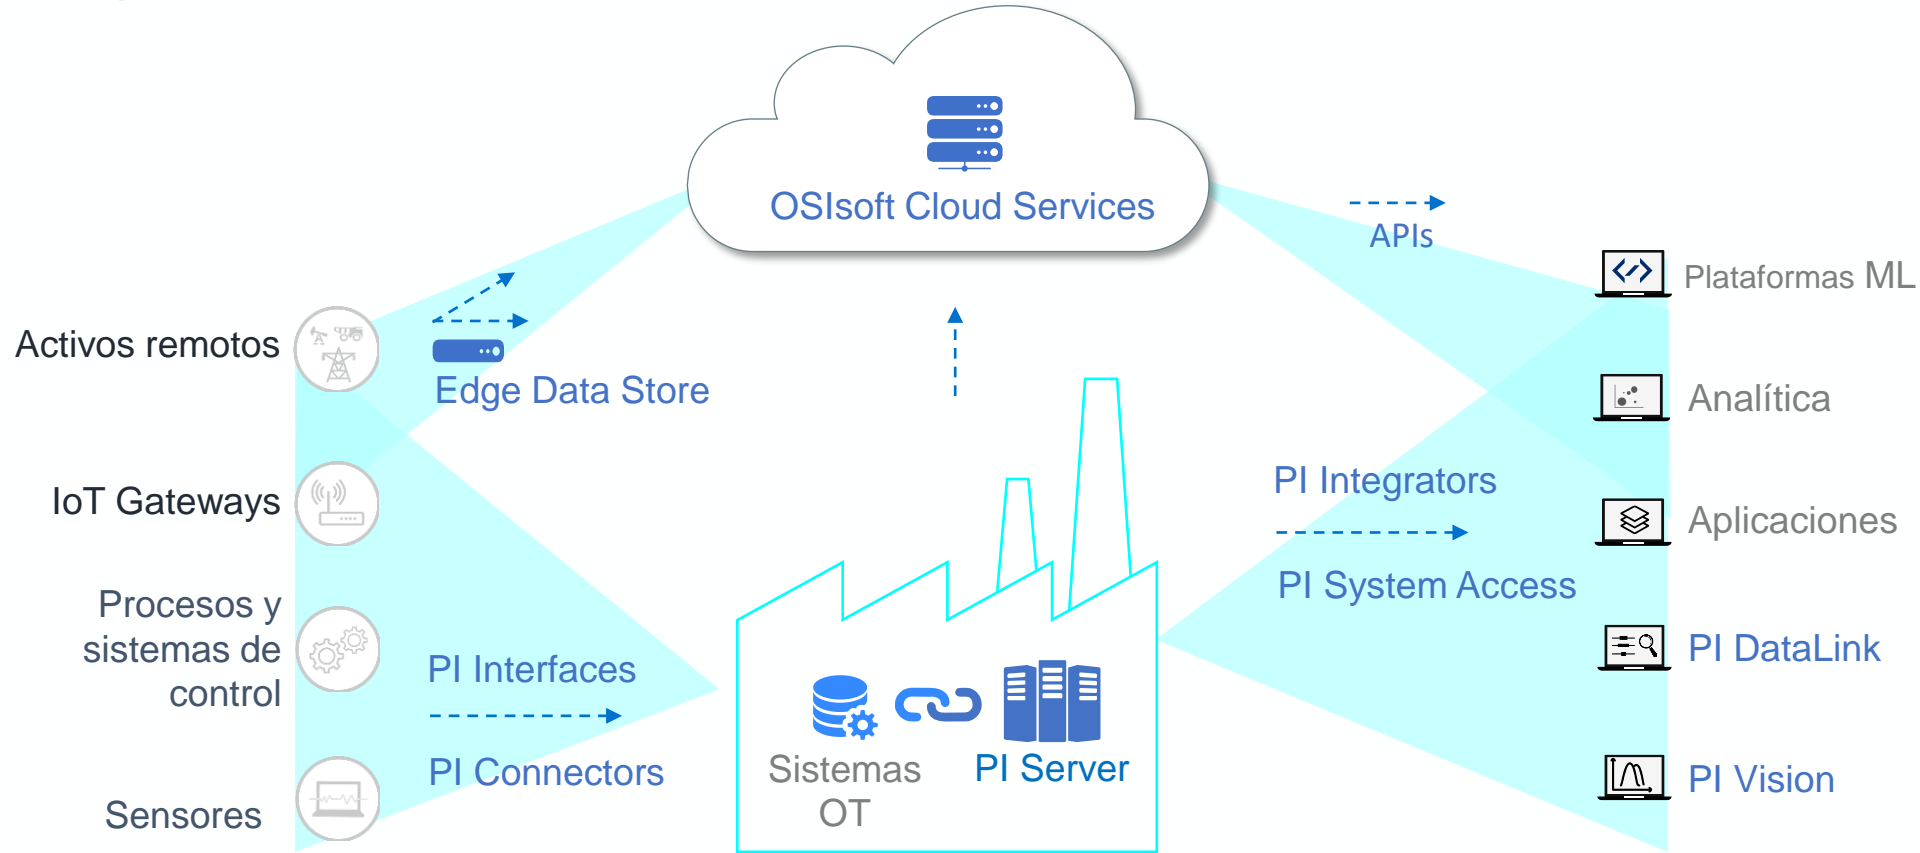 OSIsoft Cloud Services
APIs
Plataformas ML
Activos remotos
Edge Data Store
Analítica
IoT Gateways
PI Integrators
Aplicaciones
PI System Access
Procesos y
sistemas de
control
PI Interfaces
PI DataLink
PI Connectors
Sensores
Sistemas
OT
PI Server
PI Vision